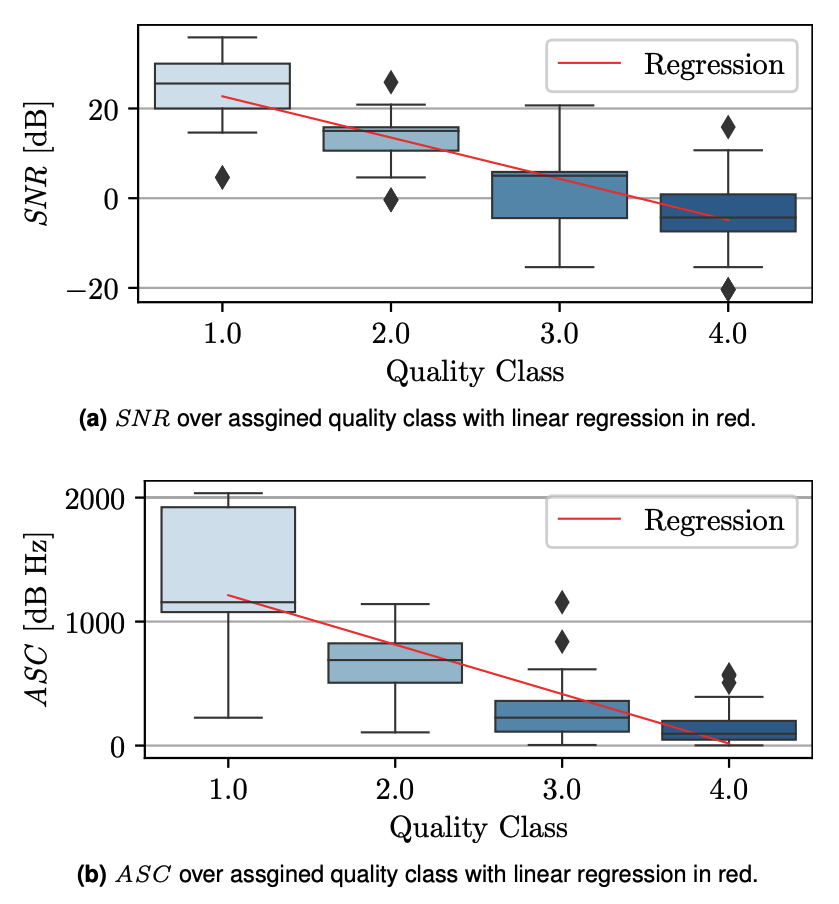 SNR [dB]
20
0
−20
Regression
1.0 2.0 3.0 4.0
Quality Class
(a) SNR over assgined quality class with linear regression in red.
ASC [dB Hz]
2000
1000
0
Regression
1.0 2.0 3.0 4.0
Quality Class
(b) ASC over assgined quality class with linear regression in red.